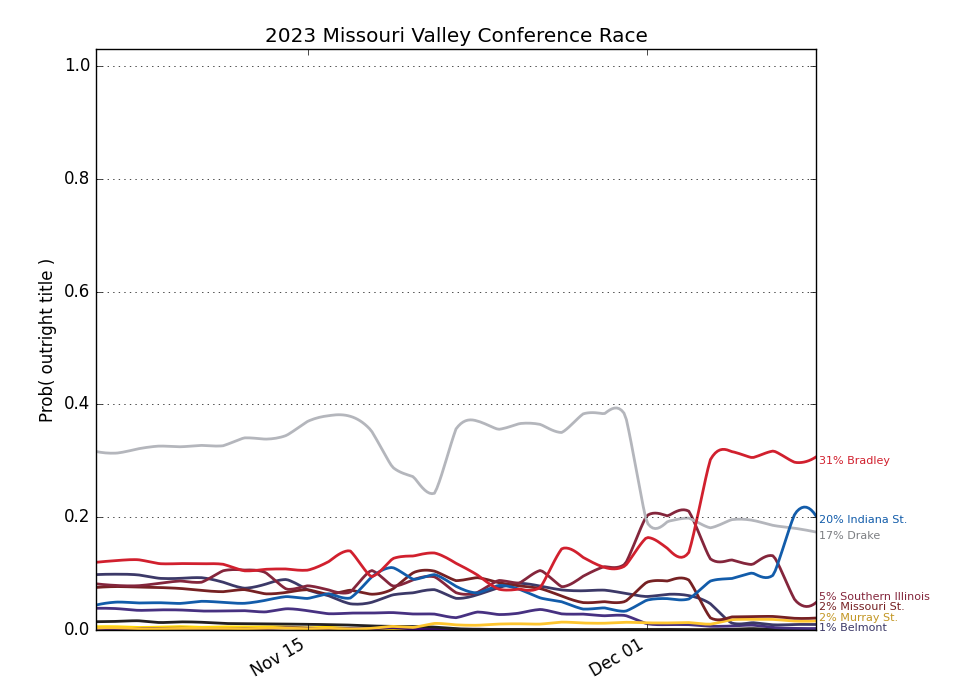 2023 Missouri Valley Conference Race
Prob( outright title )
1.0
0.8
0.6
0.4
0.2
0.0
Nov 15
Dec 01
31% Bradley
20% Indiana St.
17% Drake
5% Southern Illinois
2% Missouri St.
2% Murray St.
1% Belmont